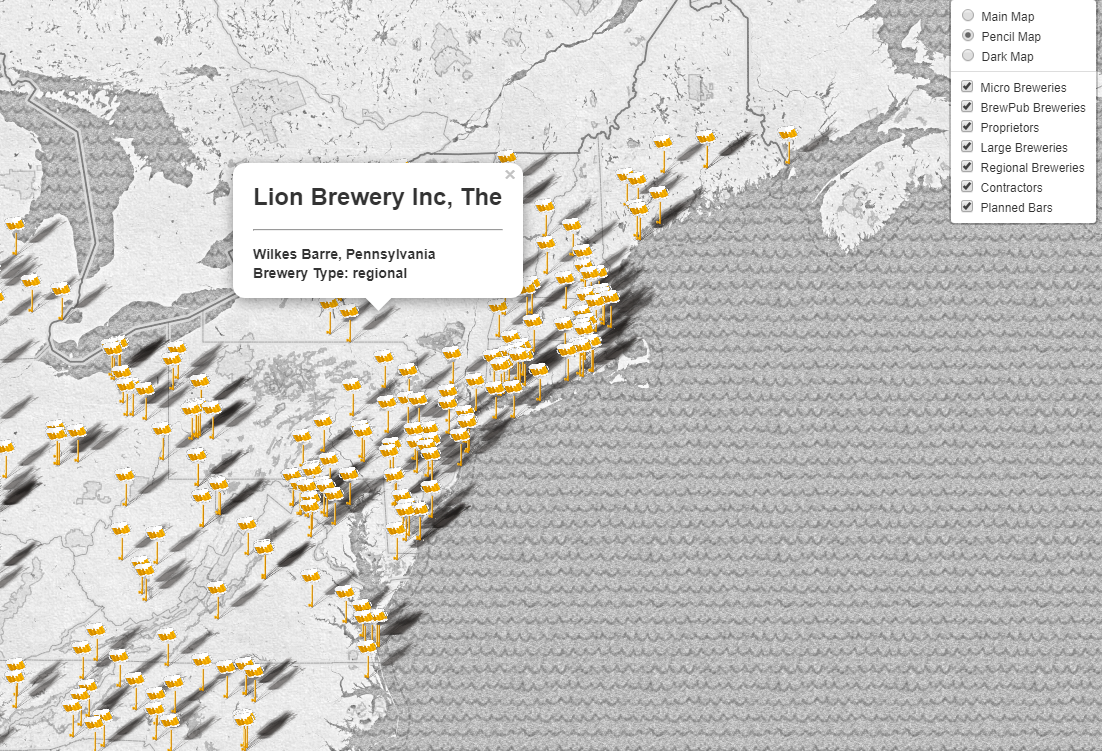 Main Map
Pencil Map
Dark Map
Micro Breweries
BrewPub Breweries
Proprietors
Large Breweries
Regional Breweries
Contractors
Planned Bars
×
Lion Brewery Inc, The
Wilkes Barre, Pennsylvania
Brewery Type: regional